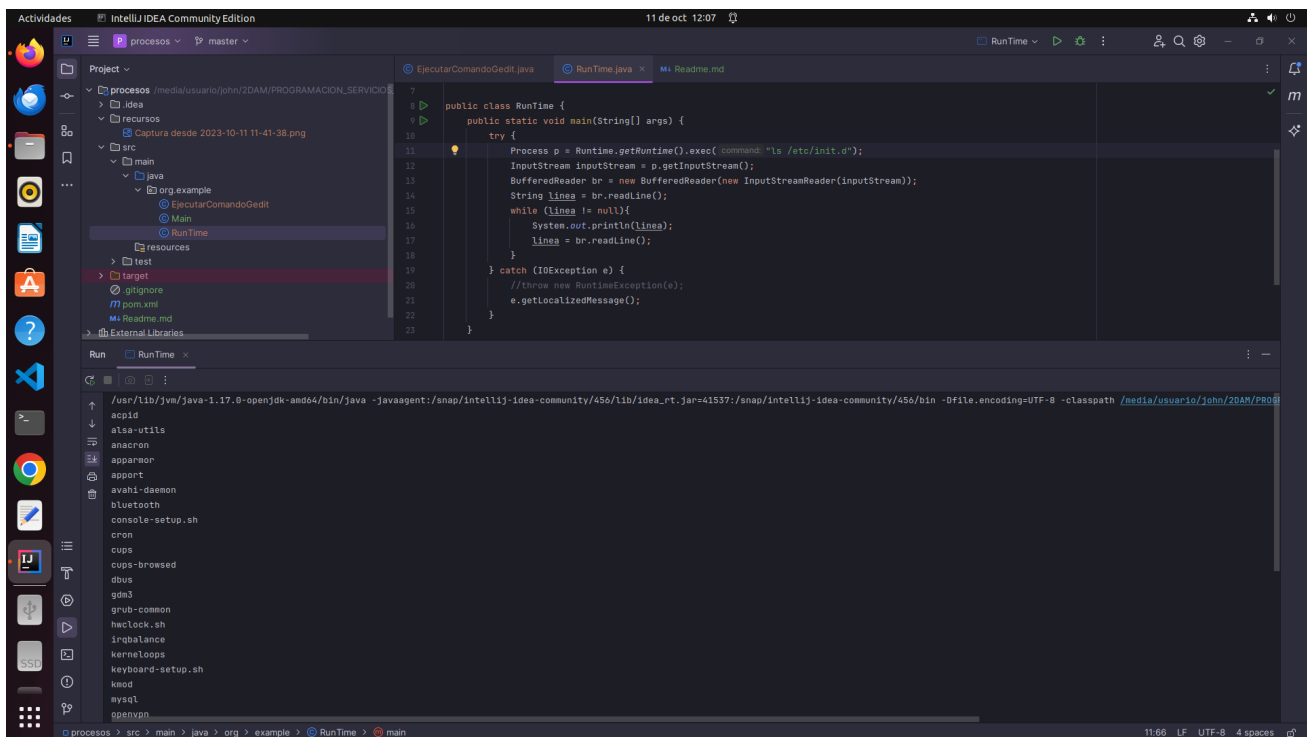 Actividades IntelliJ IDEA Community Edition 11 de oct 12:07
P procesos master RunTime
Project
procesos /media/usuario/john/2DAM/PROGRAMACION_SERVICIOS
.idea
recursos
Captura desde 2023-10-11 11-41-38.png
src
main
java
org.example
EjecutarComandoGedit
Main
RunTime
resources
test
target
.gitignore
pom.xml
Readme.md
External Libraries
EjecutarComandoGedit.java RunTime.java Readme.md
7
8 public class RunTime {
9 public static void main(String[] args) {
10 try {
11 Process p = Runtime.getRuntime().exec( command: "ls /etc/init.d");
12 InputStream inputStream = p.getInputStream();
13 BufferedReader br = new BufferedReader(new InputStreamReader(inputStream));
14 String linea = br.readLine();
15 while (linea != null){
16 System.out.println(linea);
17 linea = br.readLine();
18 }
19 } catch (IOException e) {
20 //throw new RuntimeException(e);
21 e.getLocalizedMessage();
22 }
23 }
Run RunTime
/usr/lib/jvm/java-1.17.0-openjdk-amd64/bin/java -javaagent:/snap/intellij-idea-community/456/lib/idea_rt.jar=41537:/snap/intellij-idea-community/456/bin -Dfile.encoding=UTF-8 -classpath /media/usuario/john/2DAM/PROGR
acpid
alsa-utils
anacron
apparmor
apport
avahi-daemon
bluetooth
console-setup.sh
cron
cups
cups-browsed
dbus
gdm3
grub-common
hwclock.sh
irqbalance
kerneloops
keyboard-setup.sh
kmod
mysql
openvpn
SSD
procesos > src > main > java > org > example > RunTime > main 11:66 LF UTF-8 4 spaces